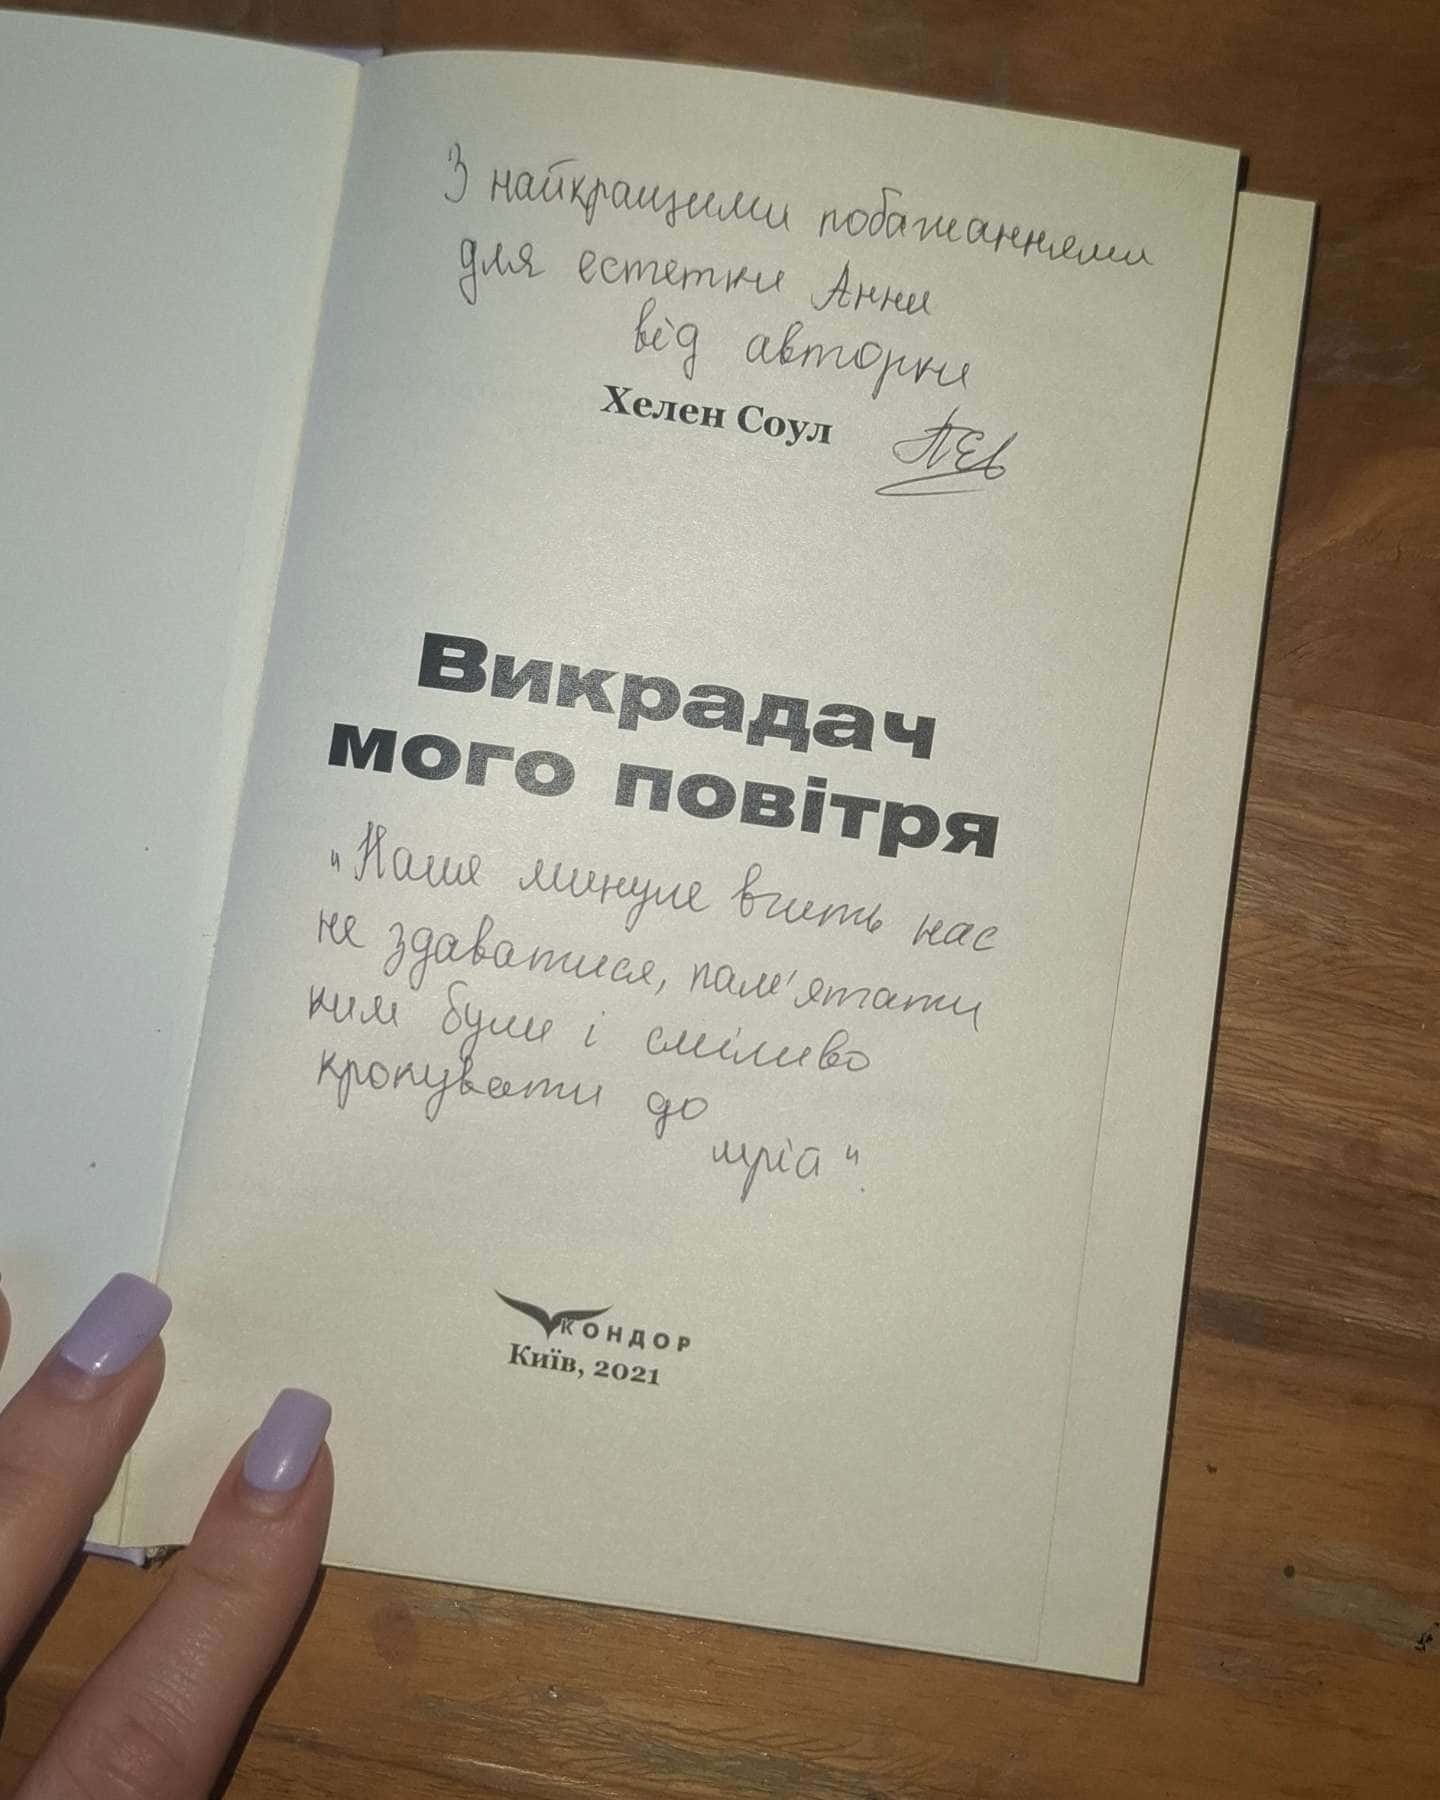 З найкращими побажаннями
для естетки Анни
від авторки
Хелен Соул
Викрадач
мого повітря
"Наше минуле вчить нас
не здаватися, пам'ятати
ким були і сміливо
крокувати до
мрій".
КОНДОР
Київ, 2021